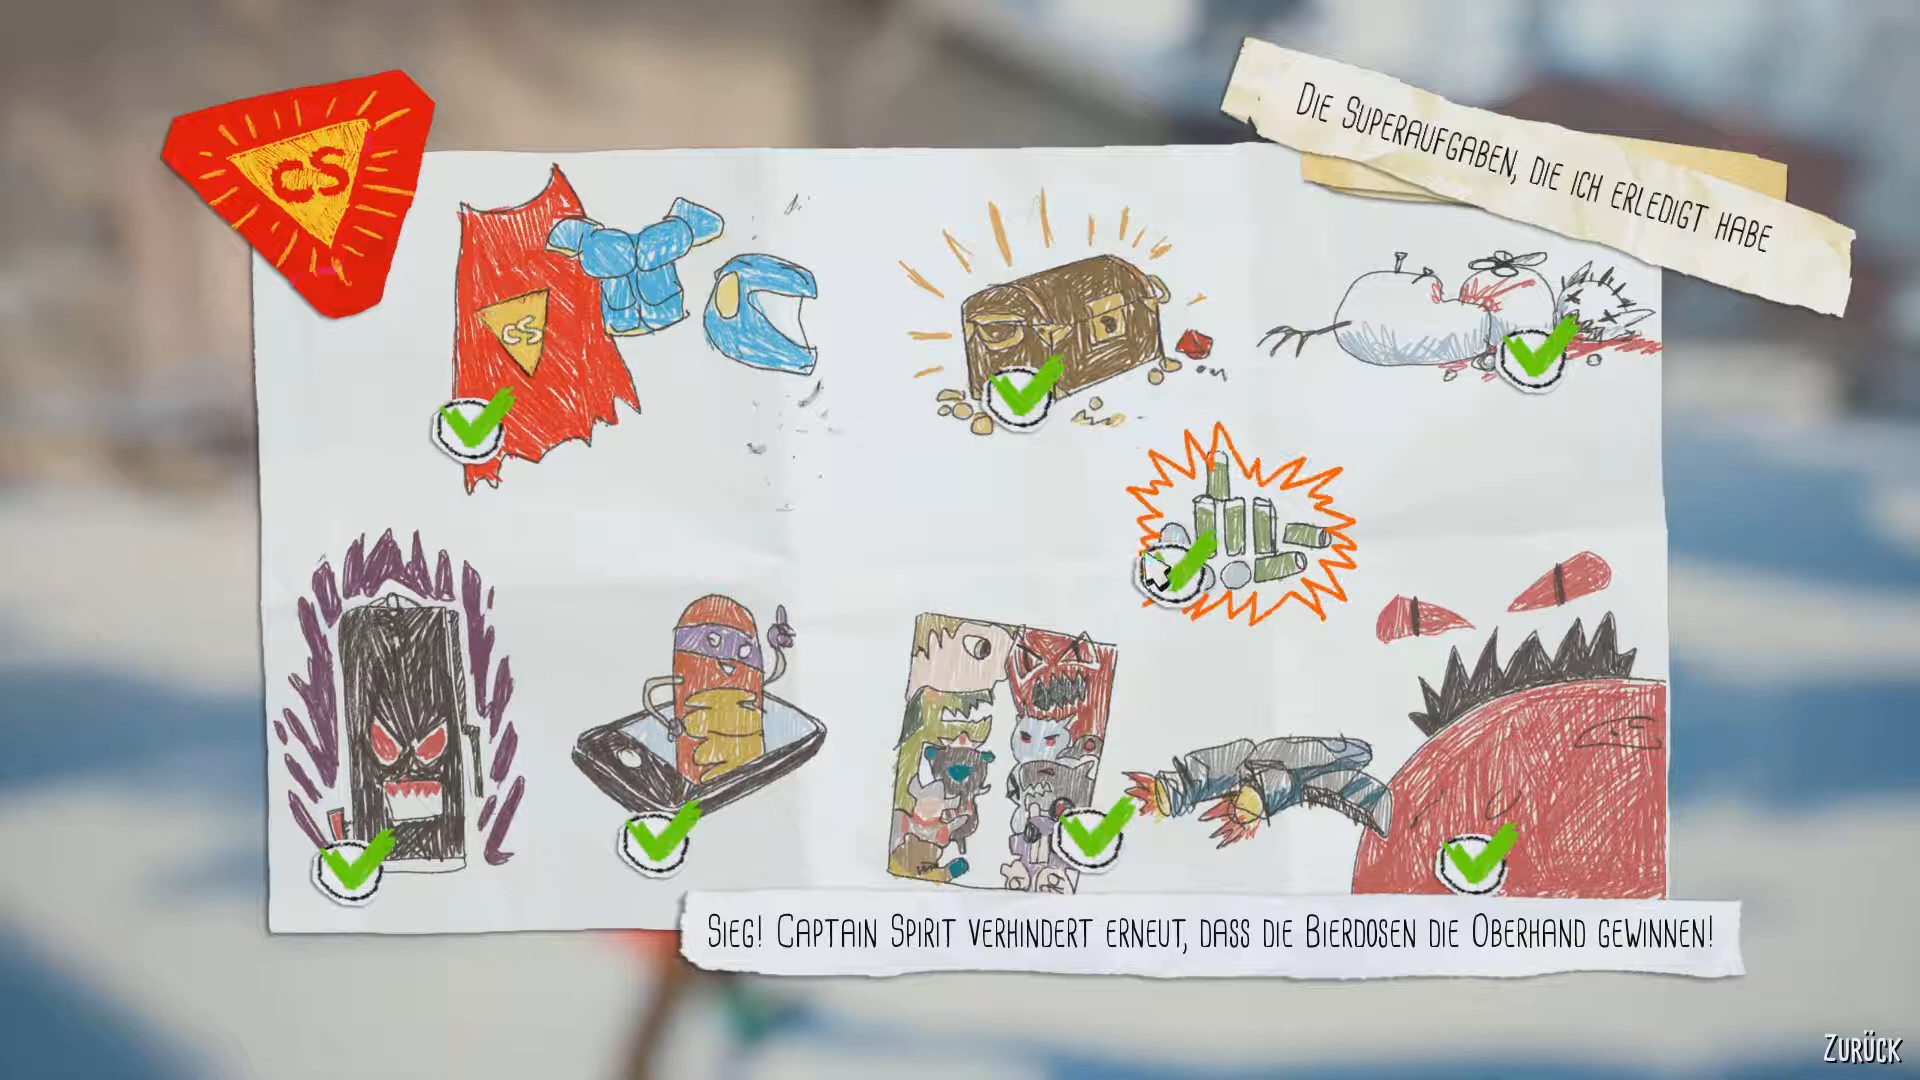 CS
Die Superaufgaben, die ich erledigt habe
CS
Sieg! Captain Spirit verhindert erneut, dass die Bierdosen die Oberhand gewinnen!
Zurück